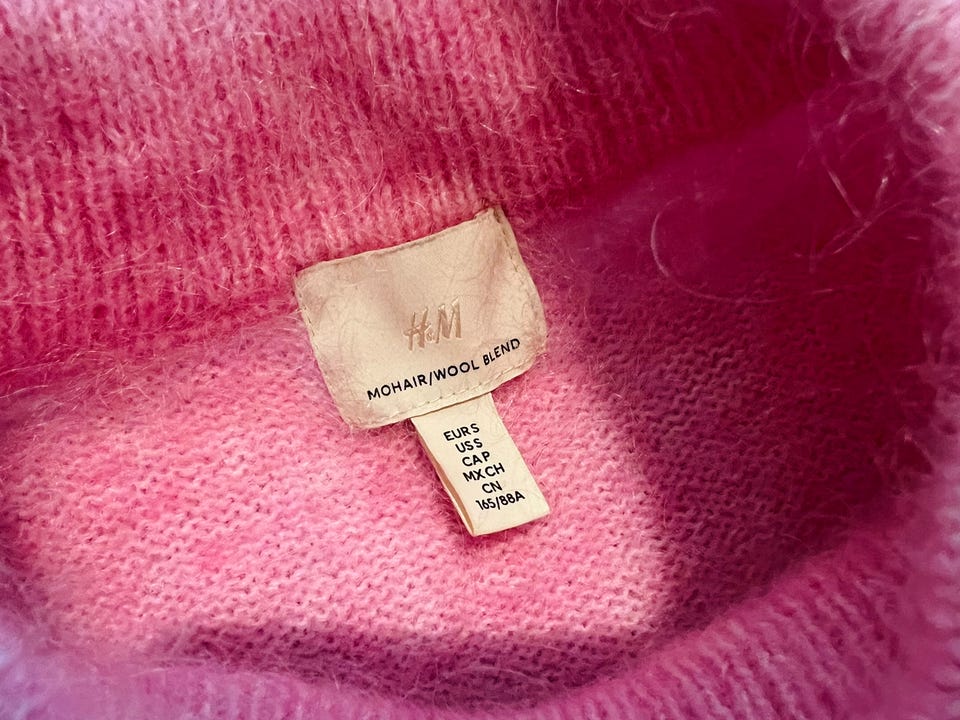 H&M
MOHAIR/WOOL BLEND
EUR S
US S
CA P
MX CH
CN
165/88A